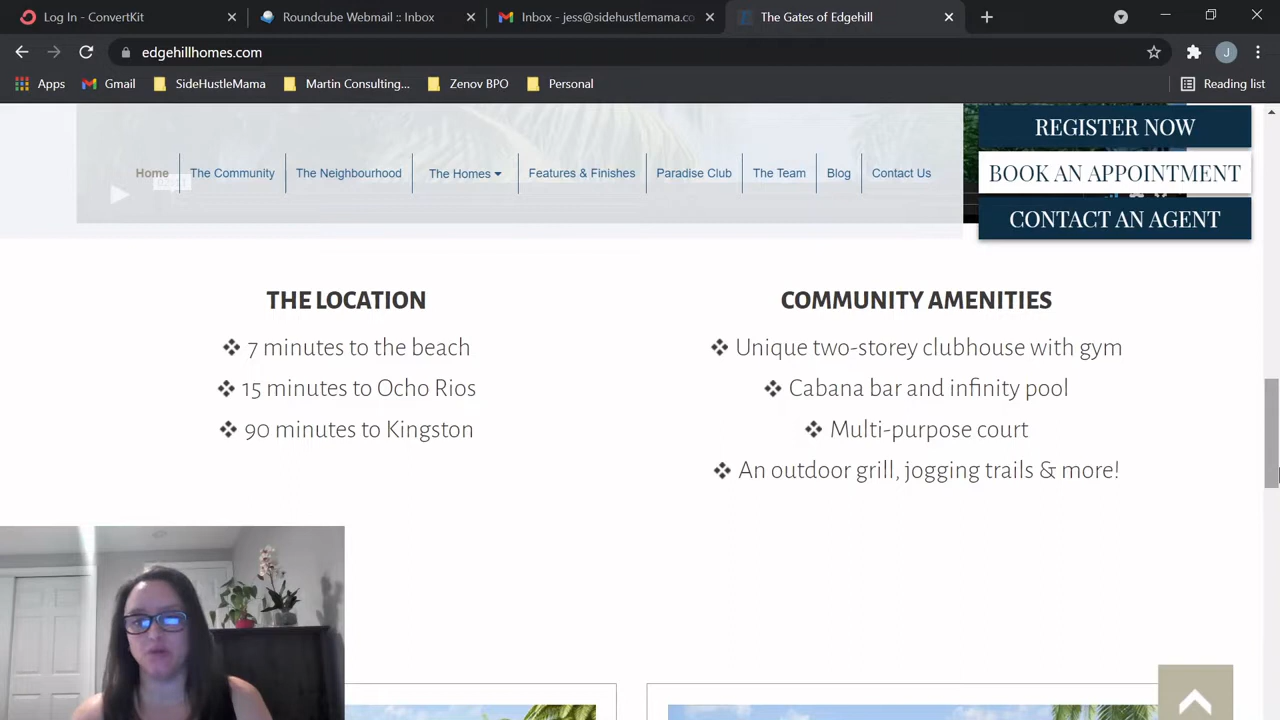 Log In - ConvertKit
Roundcube Webmail :: Inbox
Inbox - jess@sidehustlemama.co
The Gates of Edgehill
edgehillhomes.com
J
Apps
Gmail
SideHustleMama
Martin Consulting...
Zenov BPO
Personal
Reading list
REGISTER NOW
Home
The Community
The Neighbourhood
The Homes
Features & Finishes
Paradise Club
The Team
Blog
Contact Us
BOOK AN APPOINTMENT
CONTACT AN AGENT
THE LOCATION
7 minutes to the beach
15 minutes to Ocho Rios
90 minutes to Kingston
COMMUNITY AMENITIES
Unique two-storey clubhouse with gym
Cabana bar and infinity pool
Multi-purpose court
An outdoor grill, jogging trails & more!